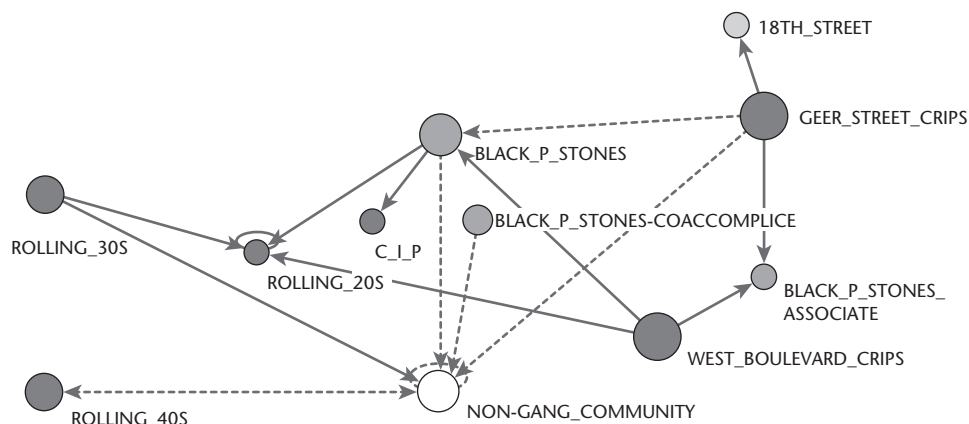 18TH_STREET
GEER_STREET_CRIPS
BLACK_P_STONES
BLACK_P_STONES-COACCOMPLICE
ROLLING_30S
C_I_P
ROLLING_20S
BLACK_P_STONES_
ASSOCIATE
WEST_BOULEVARD_CRIPS
NON-GANG_COMMUNITY
ROLLING_40S